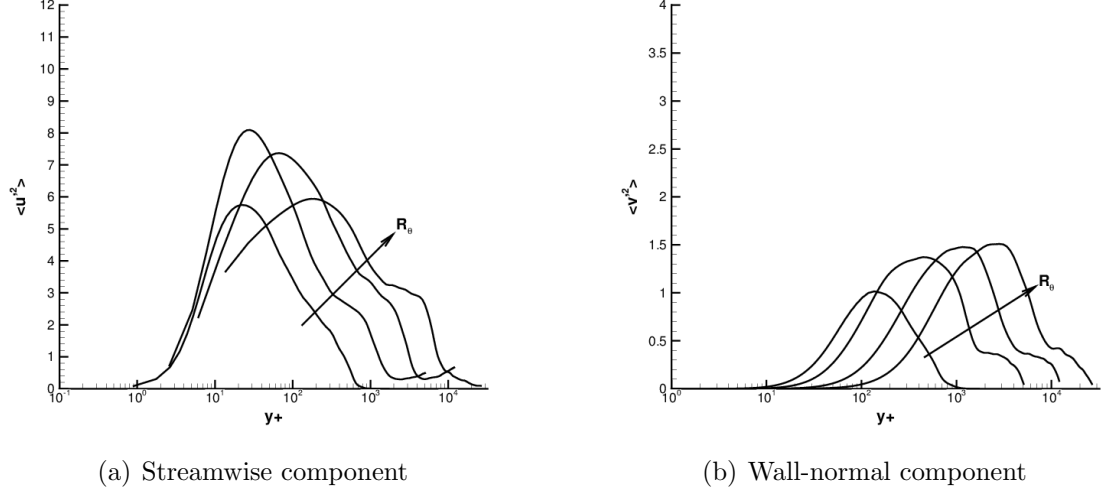 12
11
10
9
8
7
6
5
4
3
2
1
0
<u'²>
10⁻¹ 10⁰ 10¹ 10² 10³ 10⁴
y+
R_θ
(a) Streamwise component
4
3.5
3
2.5
2
1.5
1
0.5
0
<v'²>
10⁰ 10¹ 10² 10³ 10⁴
y+
R_θ
(b) Wall-normal component